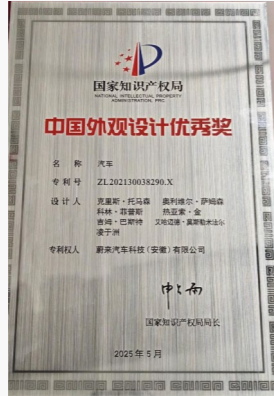 国家知识产权局
NATIONAL INTELLECTUAL PROPERTY
ADMINISTRATION, PRC
中国外观设计优秀奖
名 称 汽车
专 利 号 ZL202130038290.X
设 计 人 克里斯·托马森 奥利维尔·萨姆森
科林·菲普斯 热亚索·金
吉姆·巴斯特 艾哈迈德·莫斯勒米法尔
凌于洲
专利权人 蔚来汽车科技(安徽)有限公司
国家知识产权局局长
2025年5月